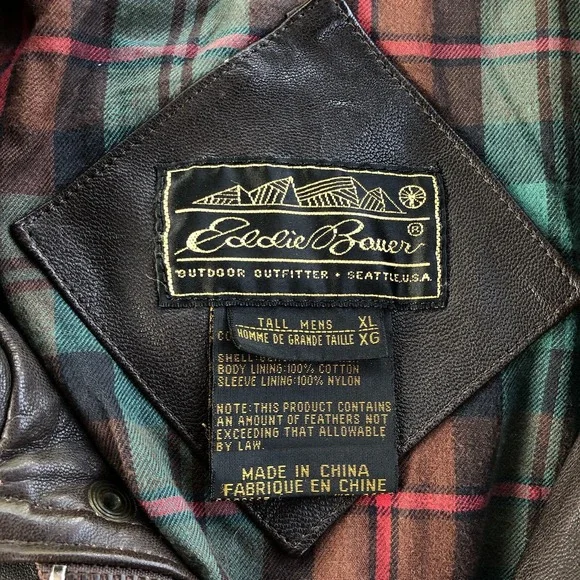 Eddie Bauer ®
OUTDOOR OUTFITTER • SEATTLE, U.S.A.
TALL MENS XL
HOMME DE GRANDE TAILLE XG
BODY LINING:100% COTTON
SLEEVE LINING:100% NYLON
NOTE:THIS PRODUCT CONTAINS
AN AMOUNT OF FEATHERS NOT
EXCEEDING THAT ALLOWABLE
BY LAW.
MADE IN CHINA
FABRIQUE EN CHINE